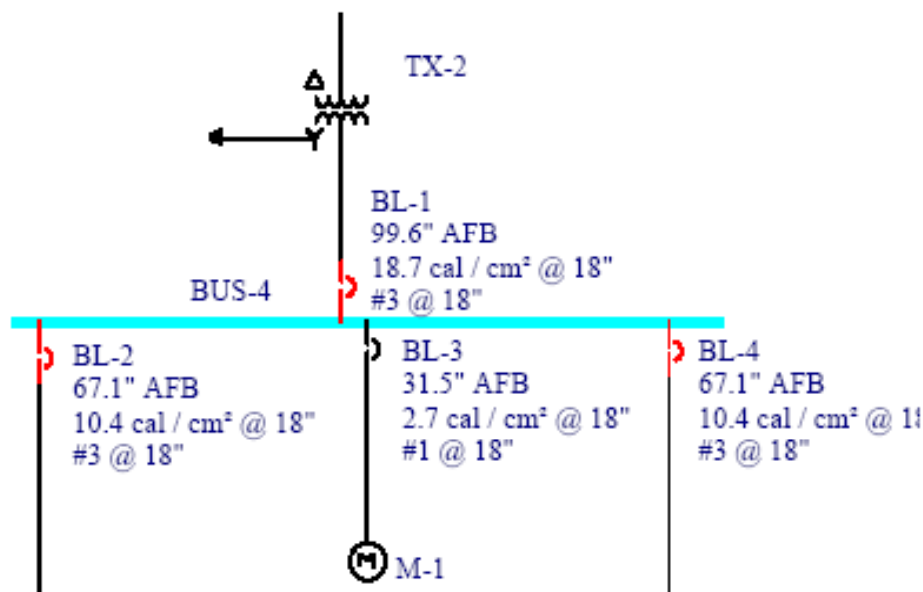 TX-2
BL-1
99.6" AFB
18.7 cal / cm² @ 18"
#3 @ 18"
BUS-4
BL-2
67.1" AFB
10.4 cal / cm² @ 18"
#3 @ 18"
BL-3
31.5" AFB
2.7 cal / cm² @ 18"
#1 @ 18"
BL-4
67.1" AFB
10.4 cal / cm² @ 18
#3 @ 18"
M
M-1